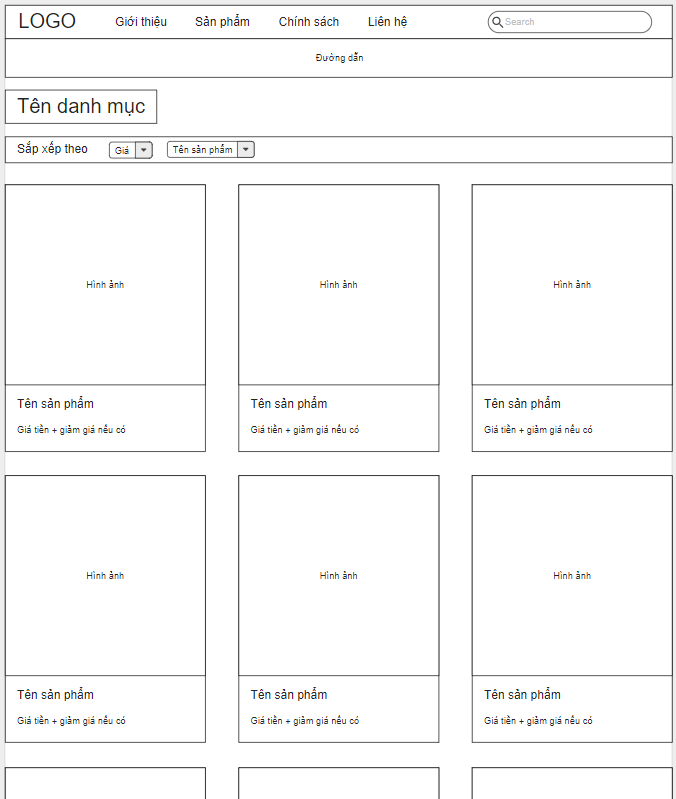 LOGO Giới thiệu Sản phẩm Chính sách Liên hệ Search
Đường dẫn
Tên danh mục
Sắp xếp theo Giá Tên sản phẩm
Hình ảnh Hình ảnh Hình ảnh
Tên sản phẩm Tên sản phẩm Tên sản phẩm
Giá tiền + giảm giá nếu có Giá tiền + giảm giá nếu có Giá tiền + giảm giá nếu có
Hình ảnh Hình ảnh Hình ảnh
Tên sản phẩm Tên sản phẩm Tên sản phẩm
Giá tiền + giảm giá nếu có Giá tiền + giảm giá nếu có Giá tiền + giảm giá nếu có